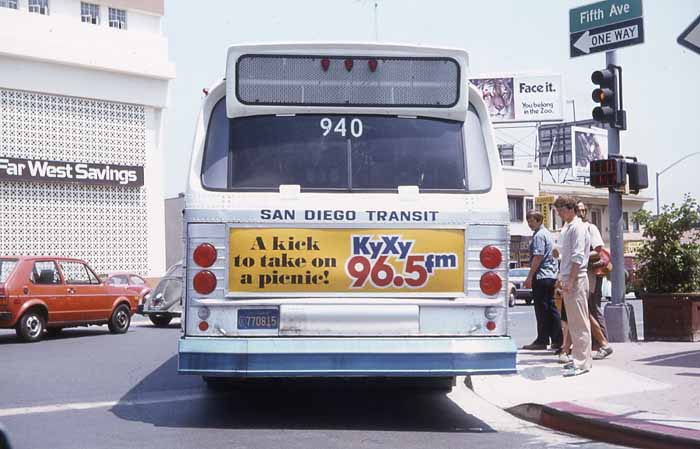 Fifth Ave
ONE WAY
Face it.
You belong
in the Zoo.
940
Far West Savings
SAN DIEGO TRANSIT
A kick
to take on
a picnic!
KyXy
96.5fm
770815